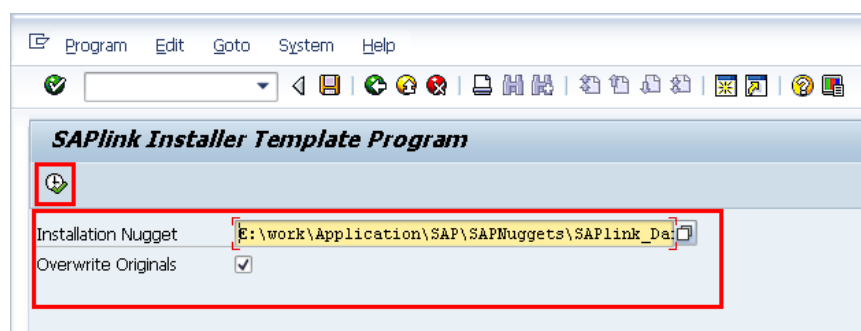 Program Edit Goto System Help
SAPlink Installer Template Program
Installation Nugget E:\work\Application\SAP\SAPNuggets\SAPlink_Da
Overwrite Originals